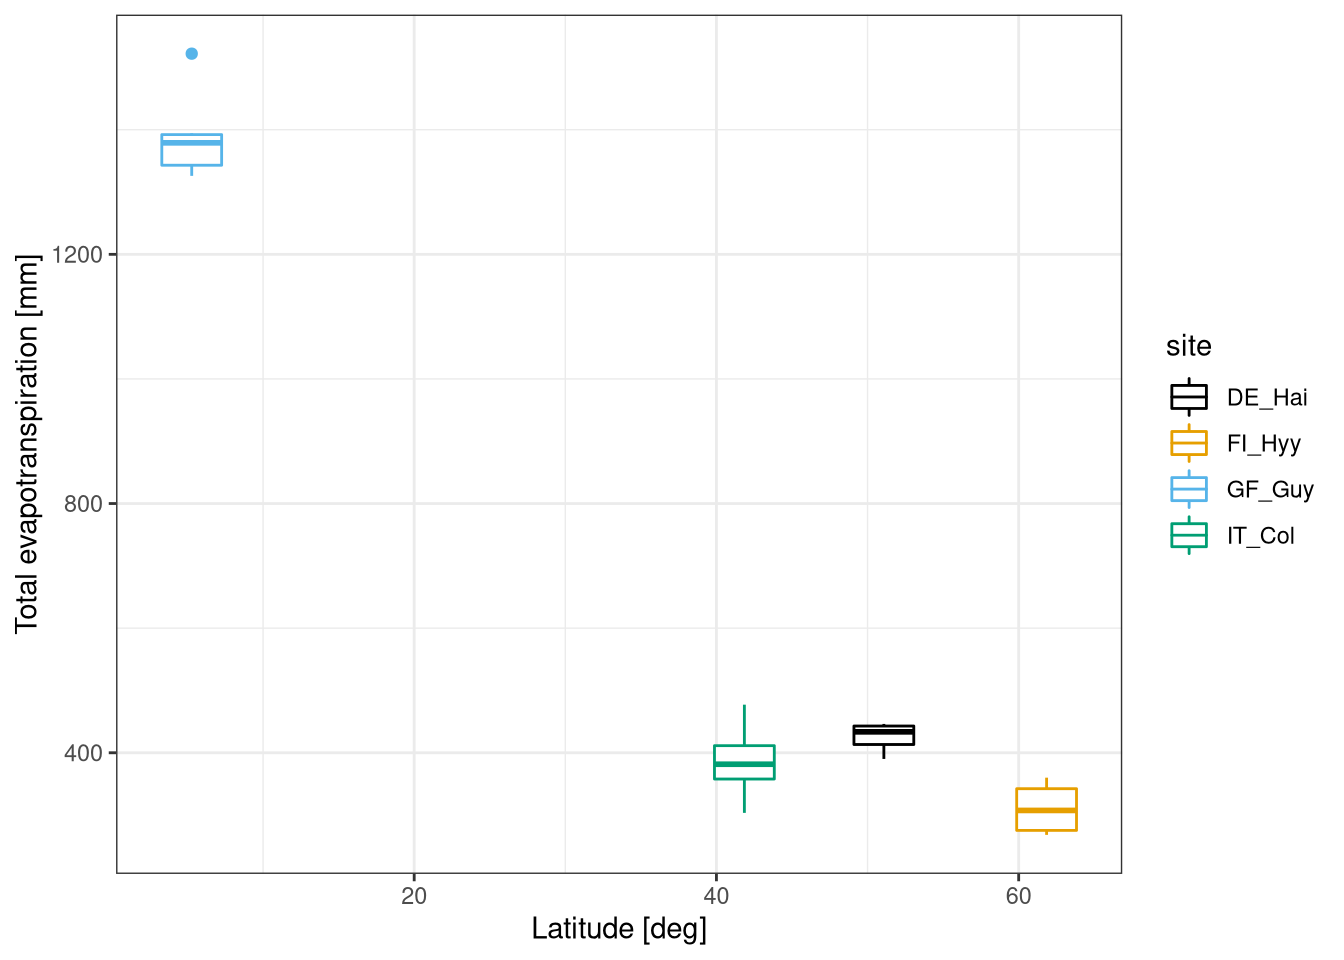 Total evapotranspiration [mm]
1200
800
400
20
40
60
Latitude [deg]
site
DE_Hai
FI_Hyy
GF_Guy
IT_Col